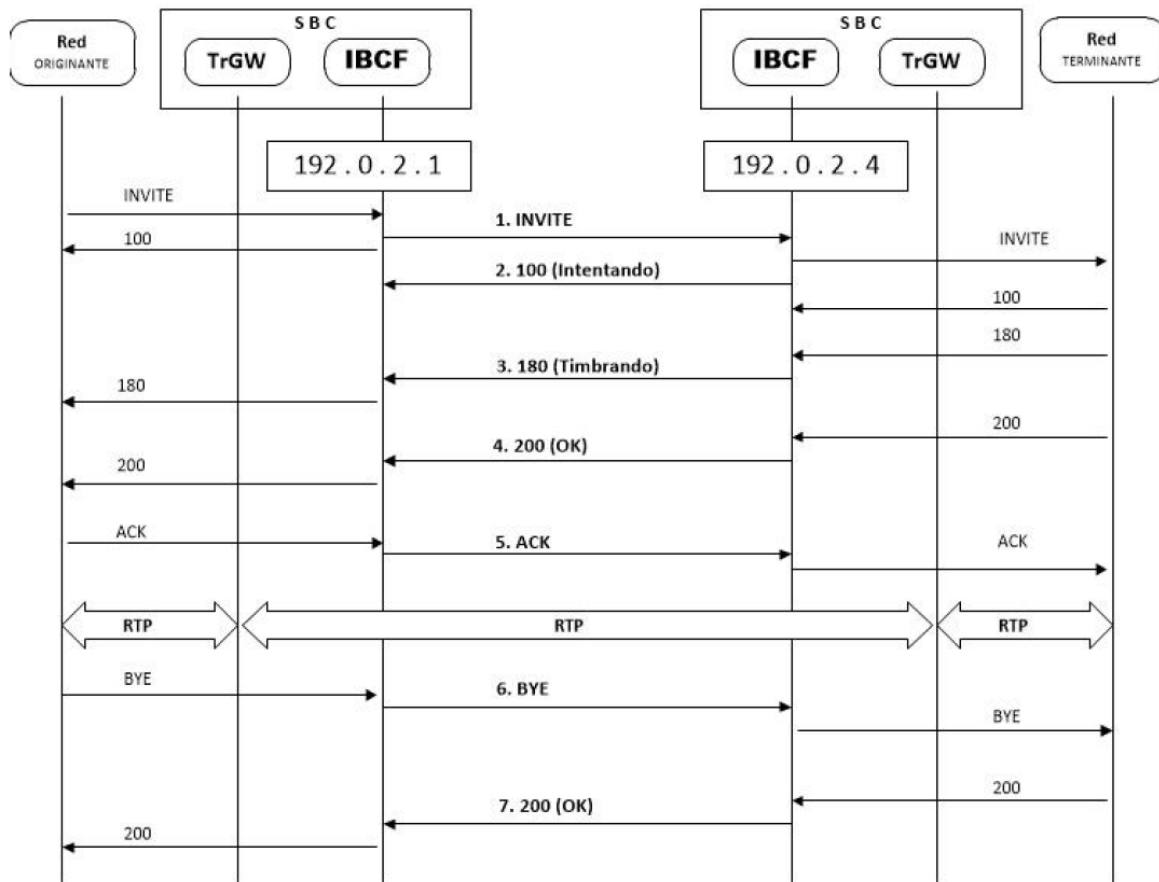 S B C
S B C
Red
ORIGINANTE
TrGW
IBCF
IBCF
TrGW
Red
TERMINANTE
192 . 0 . 2 . 1
192 . 0 . 2 . 4
INVITE
1. INVITE
100
INVITE
2. 100 (Intentando)
100
180
3. 180 (Timbrando)
180
200
4. 200 (OK)
200
ACK
5. ACK
ACK
RTP
RTP
RTP
BYE
6. BYE
BYE
200
7. 200 (OK)
200